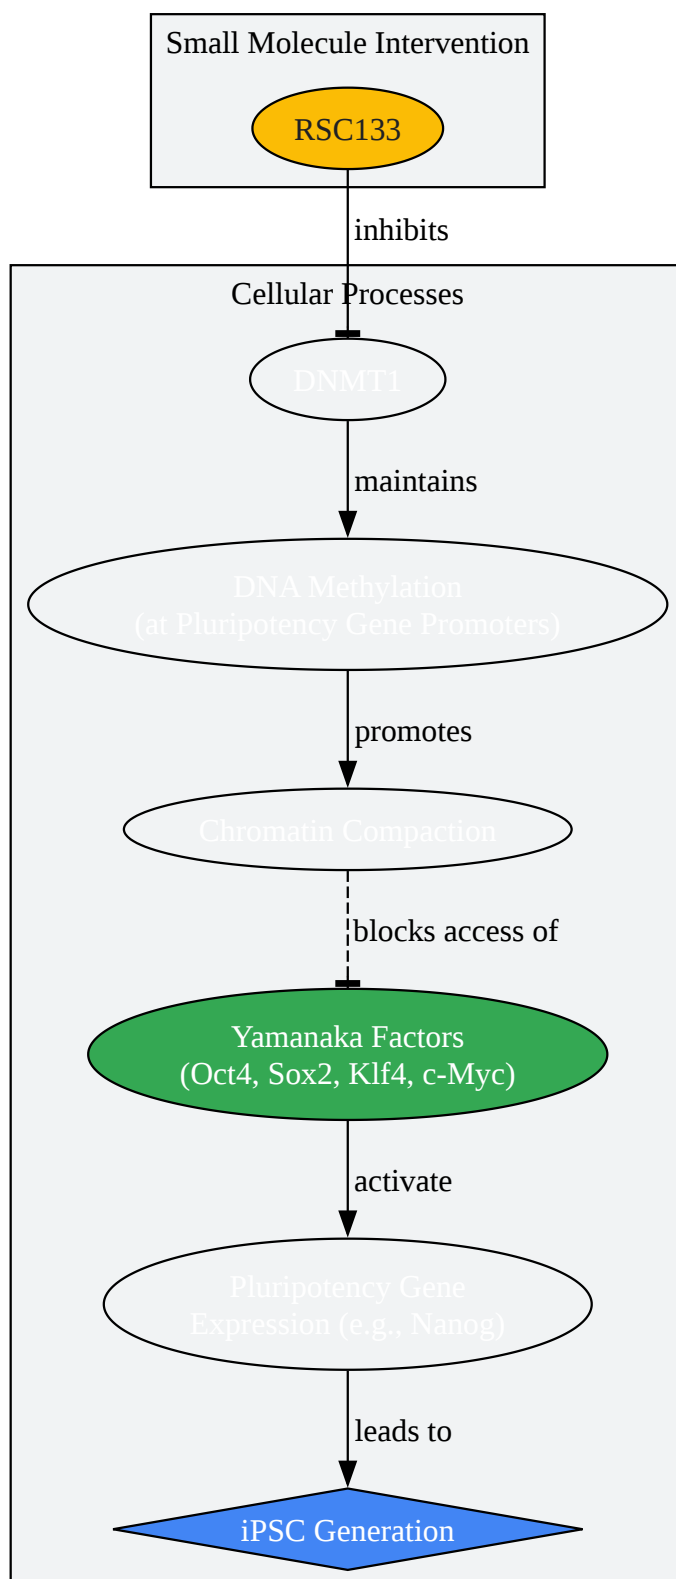 Small Molecule Intervention
RSC133
inhibits
Cellular Processes
DNMT1
maintains
DNA Methylation
(at Pluripotency Gene Promoters)
promotes
Chromatin Compaction
blocks access of
Yamanaka Factors
(Oct4, Sox2, Klf4, c-Myc)
activate
Pluripotency Gene
Expression (e.g., Nanog)
leads to
iPSC Generation